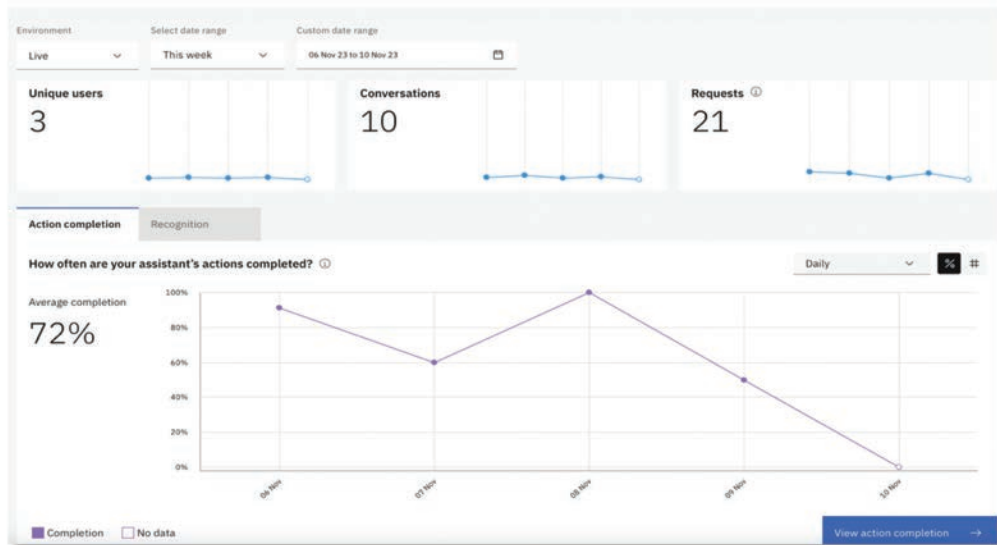 Environment Select date range Custom date range
Live This week 06 Nov 23 to 10 Nov 23
Unique users Conversations Requests
3 10 21
Action completion Recognition
How often are your assistant's actions completed? Daily % #
Average completion
72%
100%
80%
60%
40%
20%
0%
06 Nov 07 Nov 08 Nov 09 Nov 10 Nov
Completion No data View action completion →